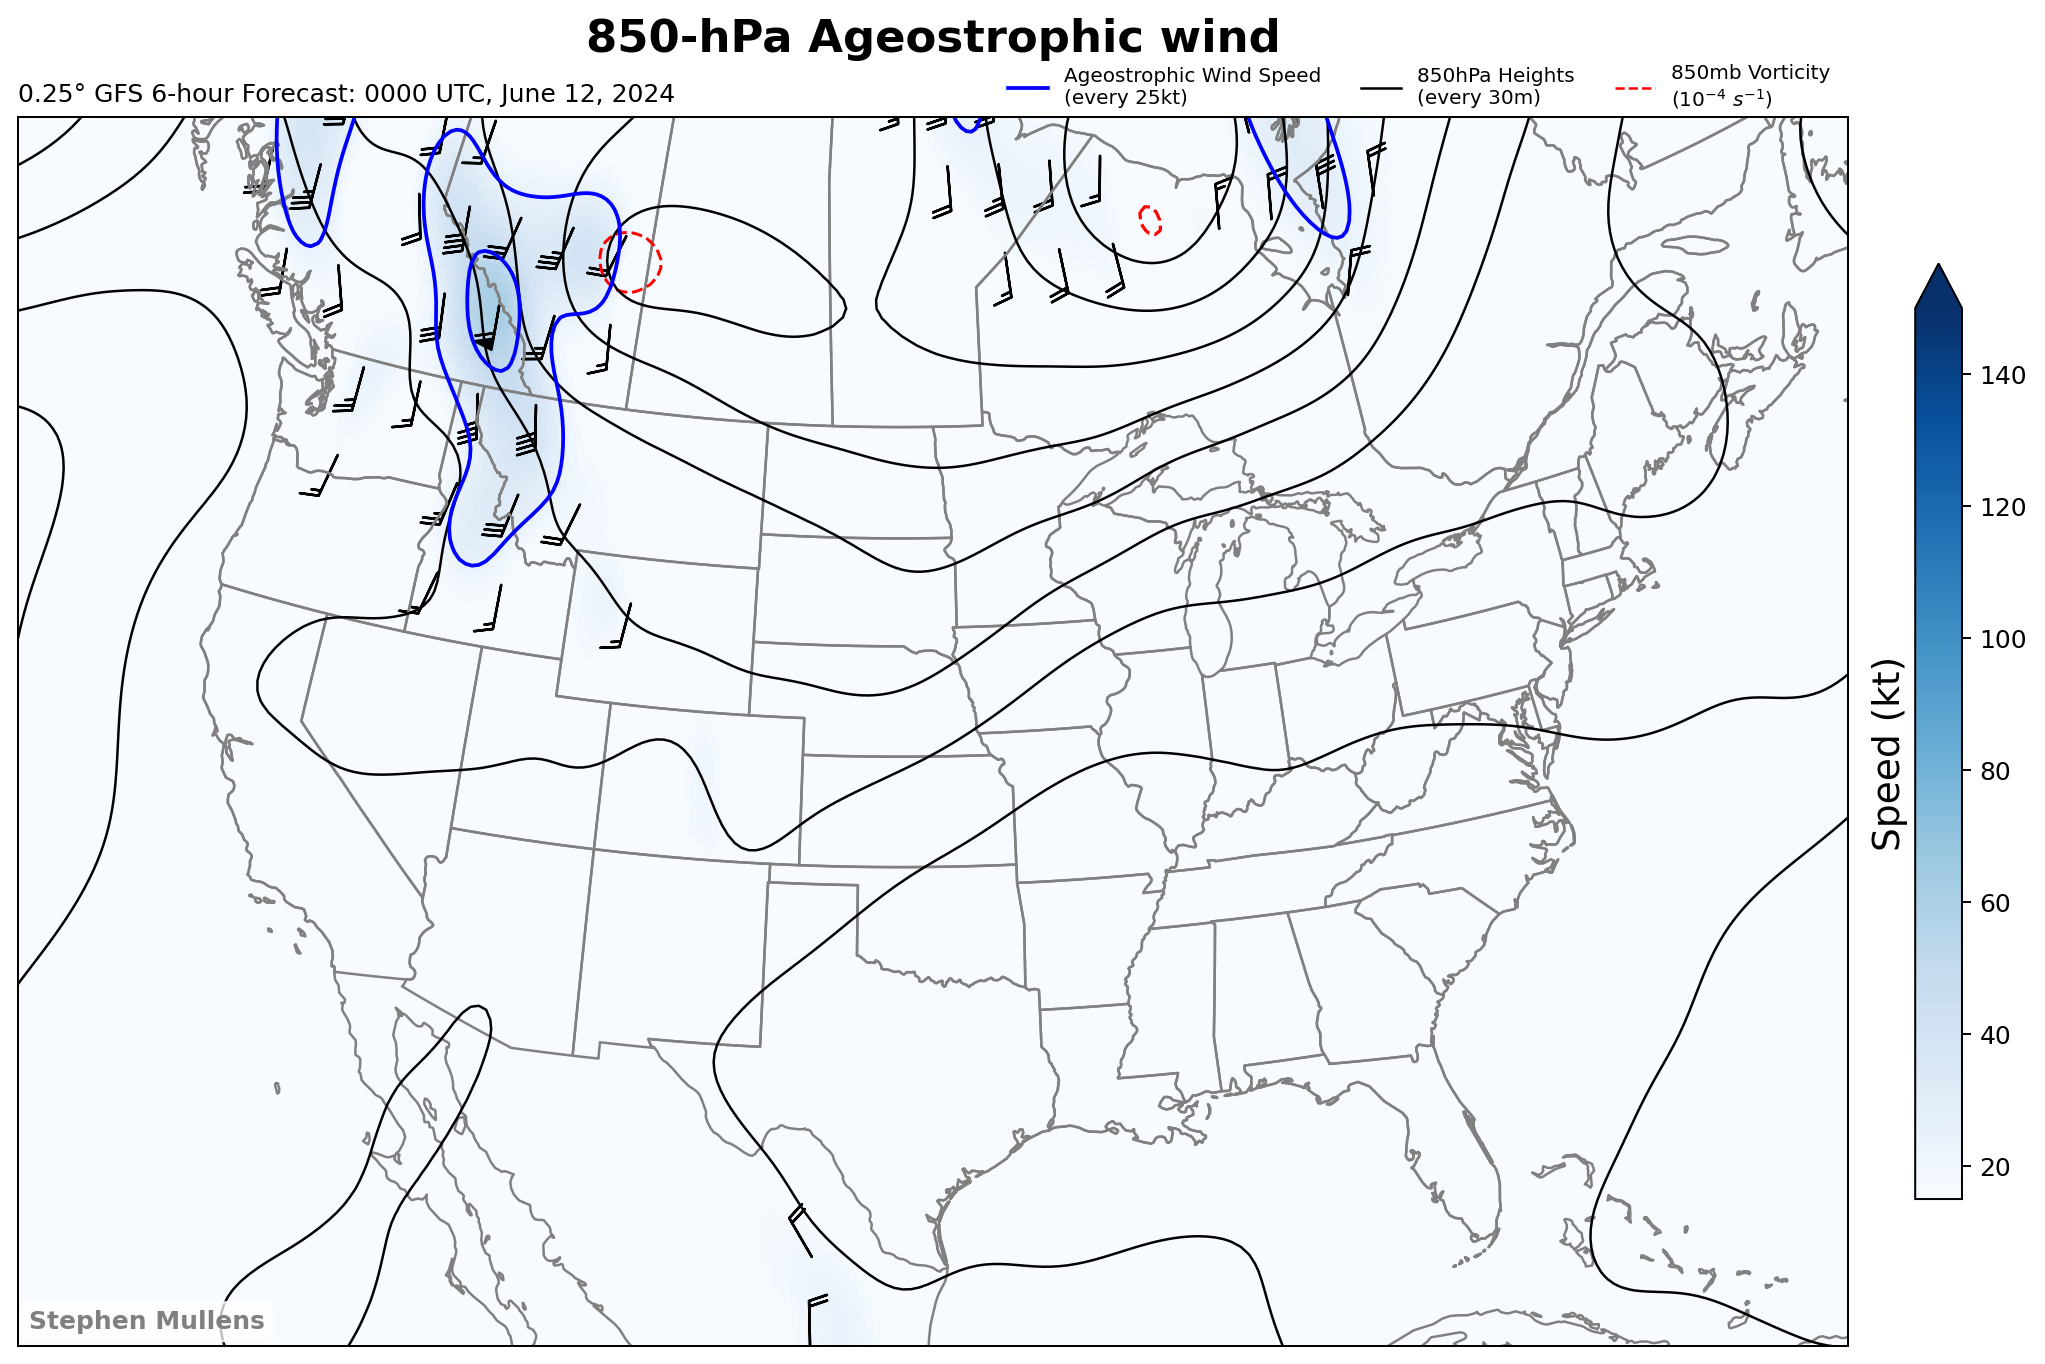 850-hPa Ageostrophic wind
0.25° GFS 6-hour Forecast: 0000 UTC, June 12, 2024
Ageostrophic Wind Speed
(every 25kt)
850hPa Heights
(every 30m)
850mb Vorticity
(10⁻⁴ s⁻¹)
140
120
100
80
60
40
20
Speed (kt)
Stephen Mullens